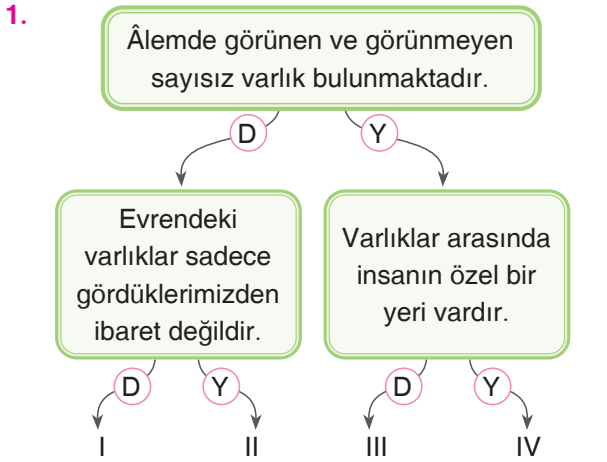 1.
Âlemde görünen ve görünmeyen
sayısız varlık bulunmaktadır.
D
Y
Evrendeki
varlıklar sadece
gördüklerimizden
ibaret değildir.
Varlıklar arasında
insanın özel bir
yeri vardır.
D
Y
D
Y
I
II
III
IV